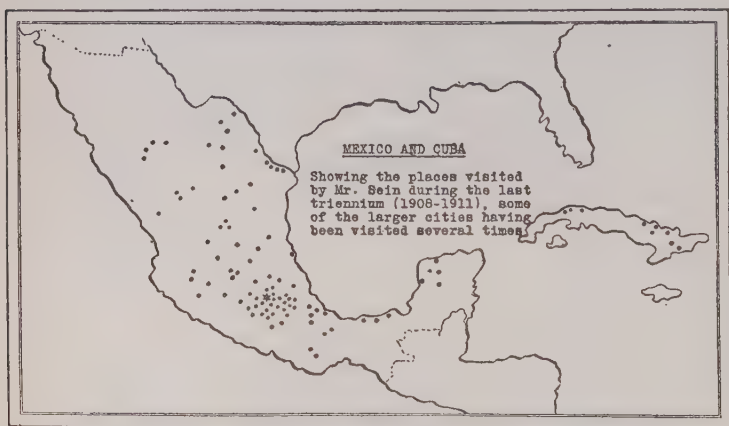 MEXICO AND CUBA
Showing the places visited
by Mr. Sein during the last
triennium (1908-1911), some
of the larger cities having
been visited several times